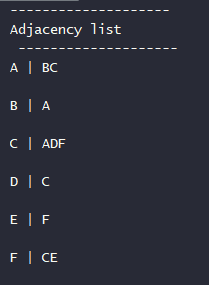 -------------------
Adjacency list
-------------------
A | BC
B | A
C | ADF
D | C
E | F
F | CE